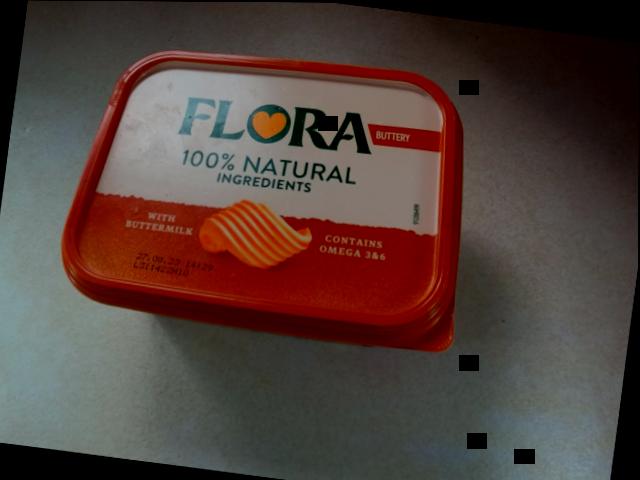 FLORA
BUTTERY
100% NATURAL
INGREDIENTS
WITH
BUTTERMILK
CONTAINS
OMEGA 3&6